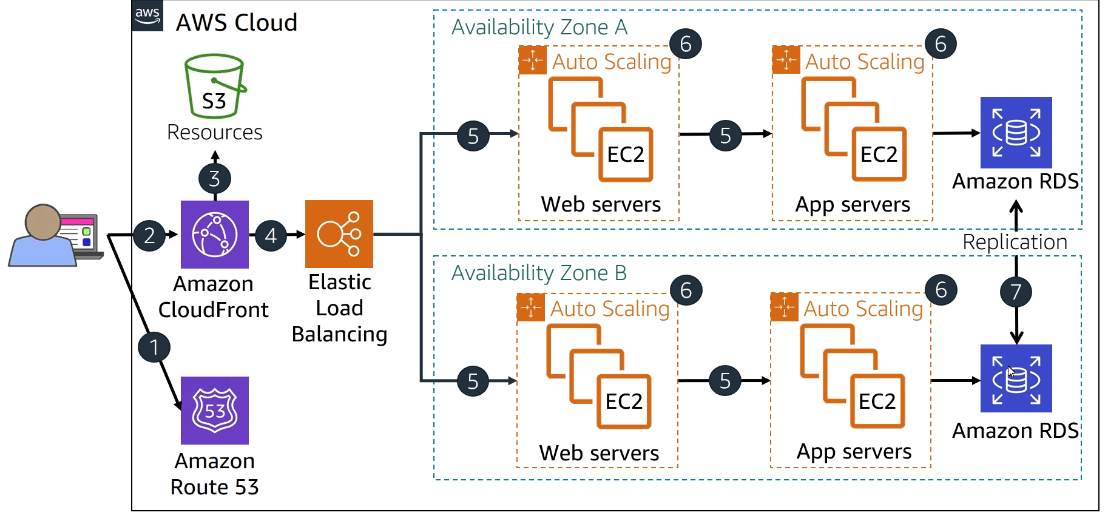 aws
AWS Cloud
S3
Resources
3
2
4
Amazon
CloudFront
Elastic
Load
Balancing
1
53
Amazon
Route 53
Availability Zone A
6
Auto Scaling
5
EC2
Web servers
5
6
Auto Scaling
EC2
App servers
Amazon RDS
Replication
7
Availability Zone B
6
Auto Scaling
5
EC2
Web servers
5
6
Auto Scaling
EC2
App servers
Amazon RDS